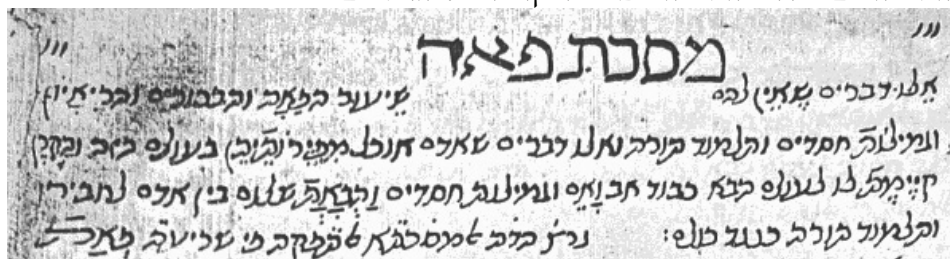 מסכת פאה
אלו דברים שאין להם שיעור הפאה והבכורים והריאיון
וגמילות חסדים ותלמוד תורה ואלו דברים שאדם אוכל מפירותיהן בעולם הזה והקרן
קיימת לו לעולם הבא כבוד אב ואם וגמילות חסדים והבאת שלום בין אדם לחבירו
ותלמוד תורה כנגד כולם: